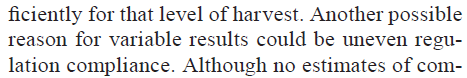 ficiently for that level of harvest. Another possible
reason for variable results could be uneven regu-
lation compliance. Although no estimates of com-